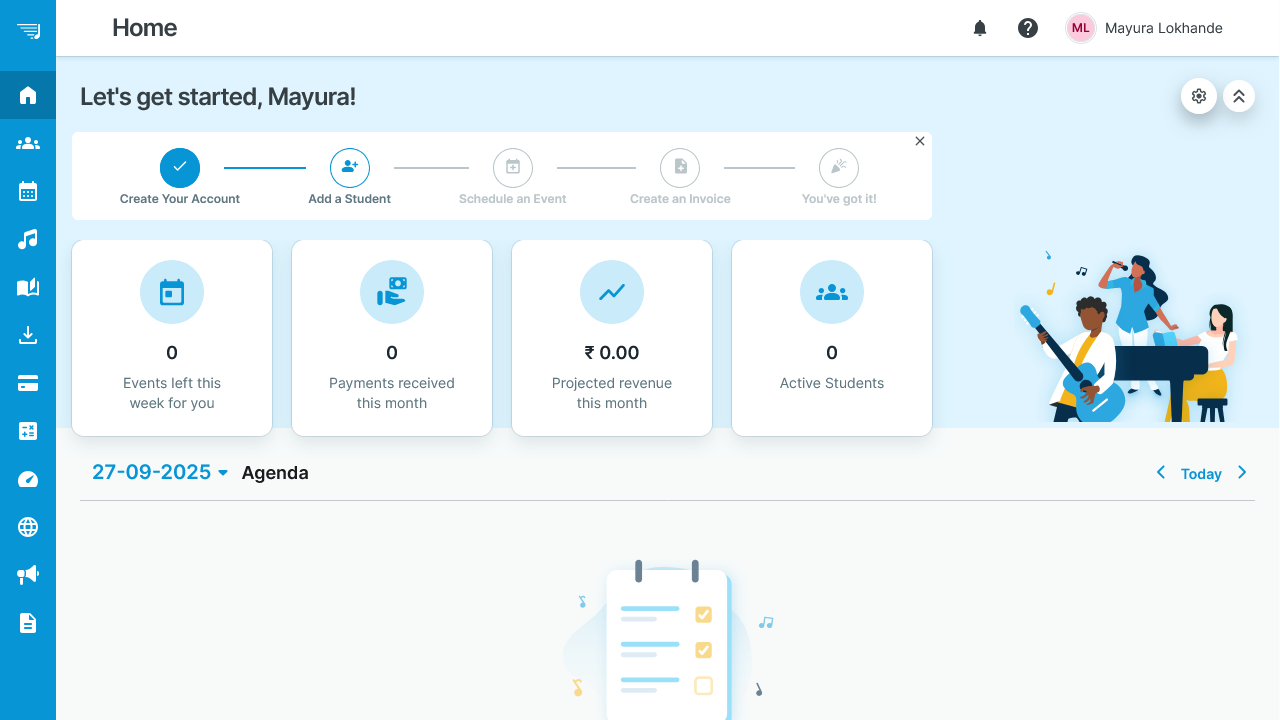 Home
ML
Mayura Lokhande
Let's get started, Mayura!
Create Your Account
Add a Student
Schedule an Event
Create an Invoice
You've got it!
0
Events left this
week for you
0
Payments received
this month
₹ 0.00
Projected revenue
this month
0
Active Students
27-09-2025
Agenda
Today